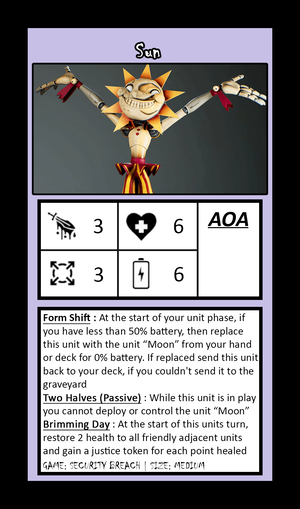 Sun
3
6
AOA
3
6
Form Shift : At the start of your unit phase, if
you have less than 50% battery, then replace
this unit with the unit “Moon” from your hand
or deck for 0% battery. If replaced send this unit
back to your deck, if you couldn't send it to the
graveyard
Two Halves (Passive) : While this unit is in play
you cannot deploy or control the unit “Moon”
Brimming Day : At the start of this units turn,
restore 2 health to all friendly adjacent units
and gain a justice token for each point healed
GAME: SECURITY BREACH | SIZE: MEDIUM